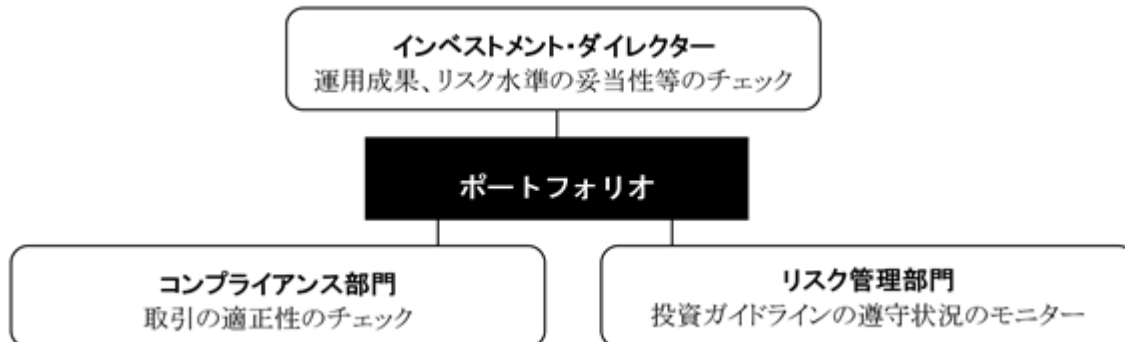 インベストメント・ダイレクター
運用成果、リスク水準の妥当性等のチェック
ポートフォリオ
コンプライアンス部門
取引の適正性のチェック
リスク管理部門
投資ガイドラインの遵守状況のモニター